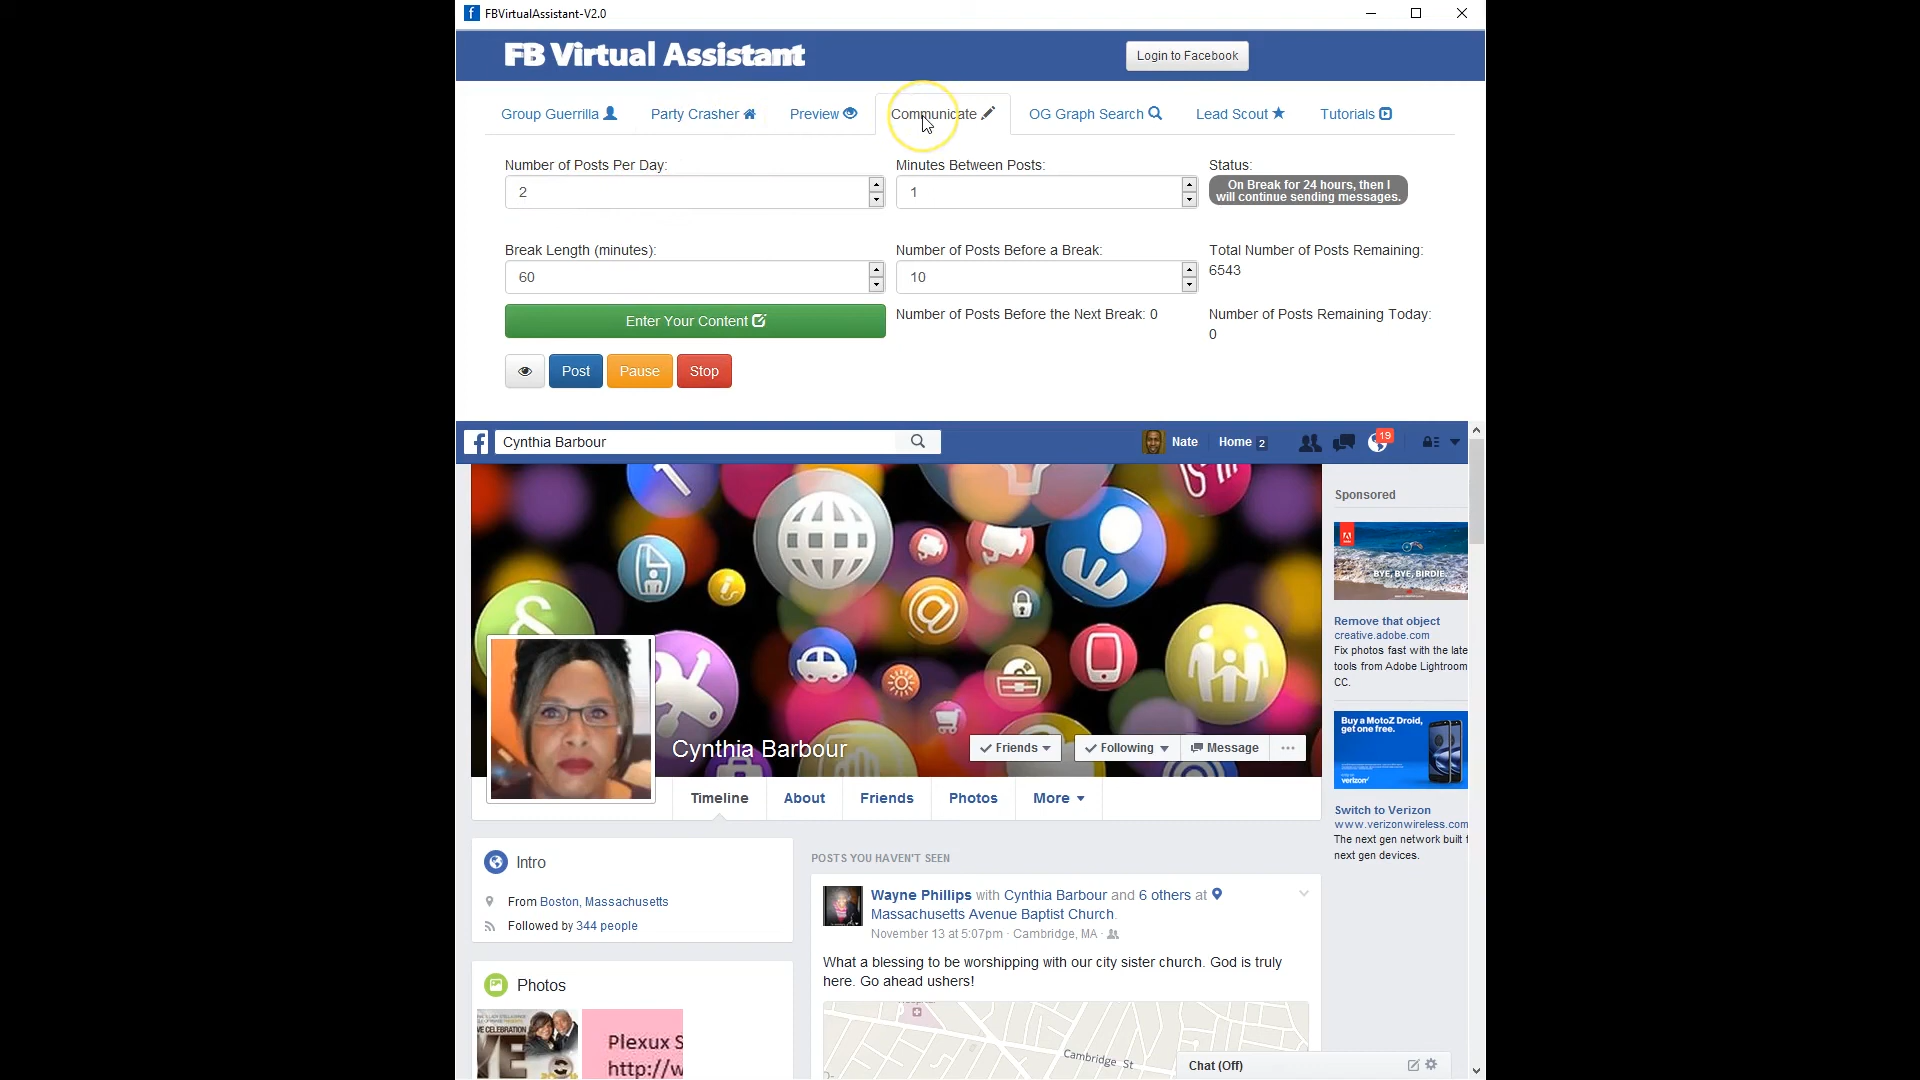 FBVirtualAssistant-V2.0
FB Virtual Assistant
Login to Facebook
Group Guerrilla
Party Crasher
Preview
Communicate
OG Graph Search
Lead Scout
Tutorials
Number of Posts Per Day:
2
Minutes Between Posts:
1
Status:
On Break for 24 hours, then I
will continue sending messages.
Break Length (minutes):
60
Number of Posts Before a Break:
10
Total Number of Posts Remaining:
6543
Enter Your Content
Number of Posts Before the Next Break: 0
Number of Posts Remaining Today:
0
Post
Pause
Stop
Cynthia Barbour
Nate
Home 2
19
Sponsored
BYE, BYE, BIRDIE.
Remove that object
creative.adobe.com
Fix photos fast with the late
tools from Adobe Lightroom
CC.
Buy a MotoZ Droid,
get one free.
verizon
Switch to Verizon
www.verizonwireless.com
The next gen network built f
next gen devices.
Cynthia Barbour
Friends
Following
Message
Timeline
About
Friends
Photos
More
Intro
From Boston, Massachusetts
Followed by 344 people
Photos
E CELEBRATION
YE
Plexux S
http://w
POSTS YOU HAVEN'T SEEN
Wayne Phillips with Cynthia Barbour and 6 others at
Massachusetts Avenue Baptist Church.
November 13 at 5:07pm · Cambridge, MA ·
What a blessing to be worshipping with our city sister church. God is truly
here. Go ahead ushers!
Cambridge St
Chat (Off)